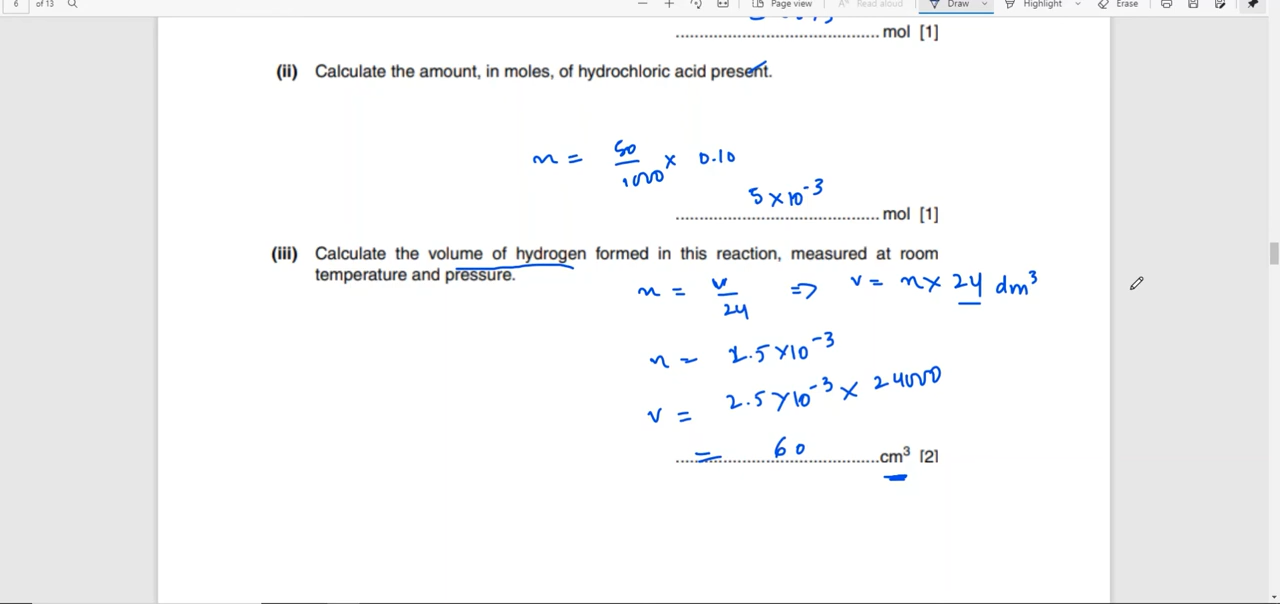 6 of 13 Page view Read aloud Draw Highlight Erase
mol [1]
(ii) Calculate the amount, in moles, of hydrochloric acid present.
n = 50/1000 × 0.10
5 × 10⁻³
mol [1]
(iii) Calculate the volume of hydrogen formed in this reaction, measured at room
temperature and pressure.
n = v/24 => v = n × 24 dm³
n = 2.5 × 10⁻³
v = 2.5 × 10⁻³ × 24000
= 60 cm³ [2]